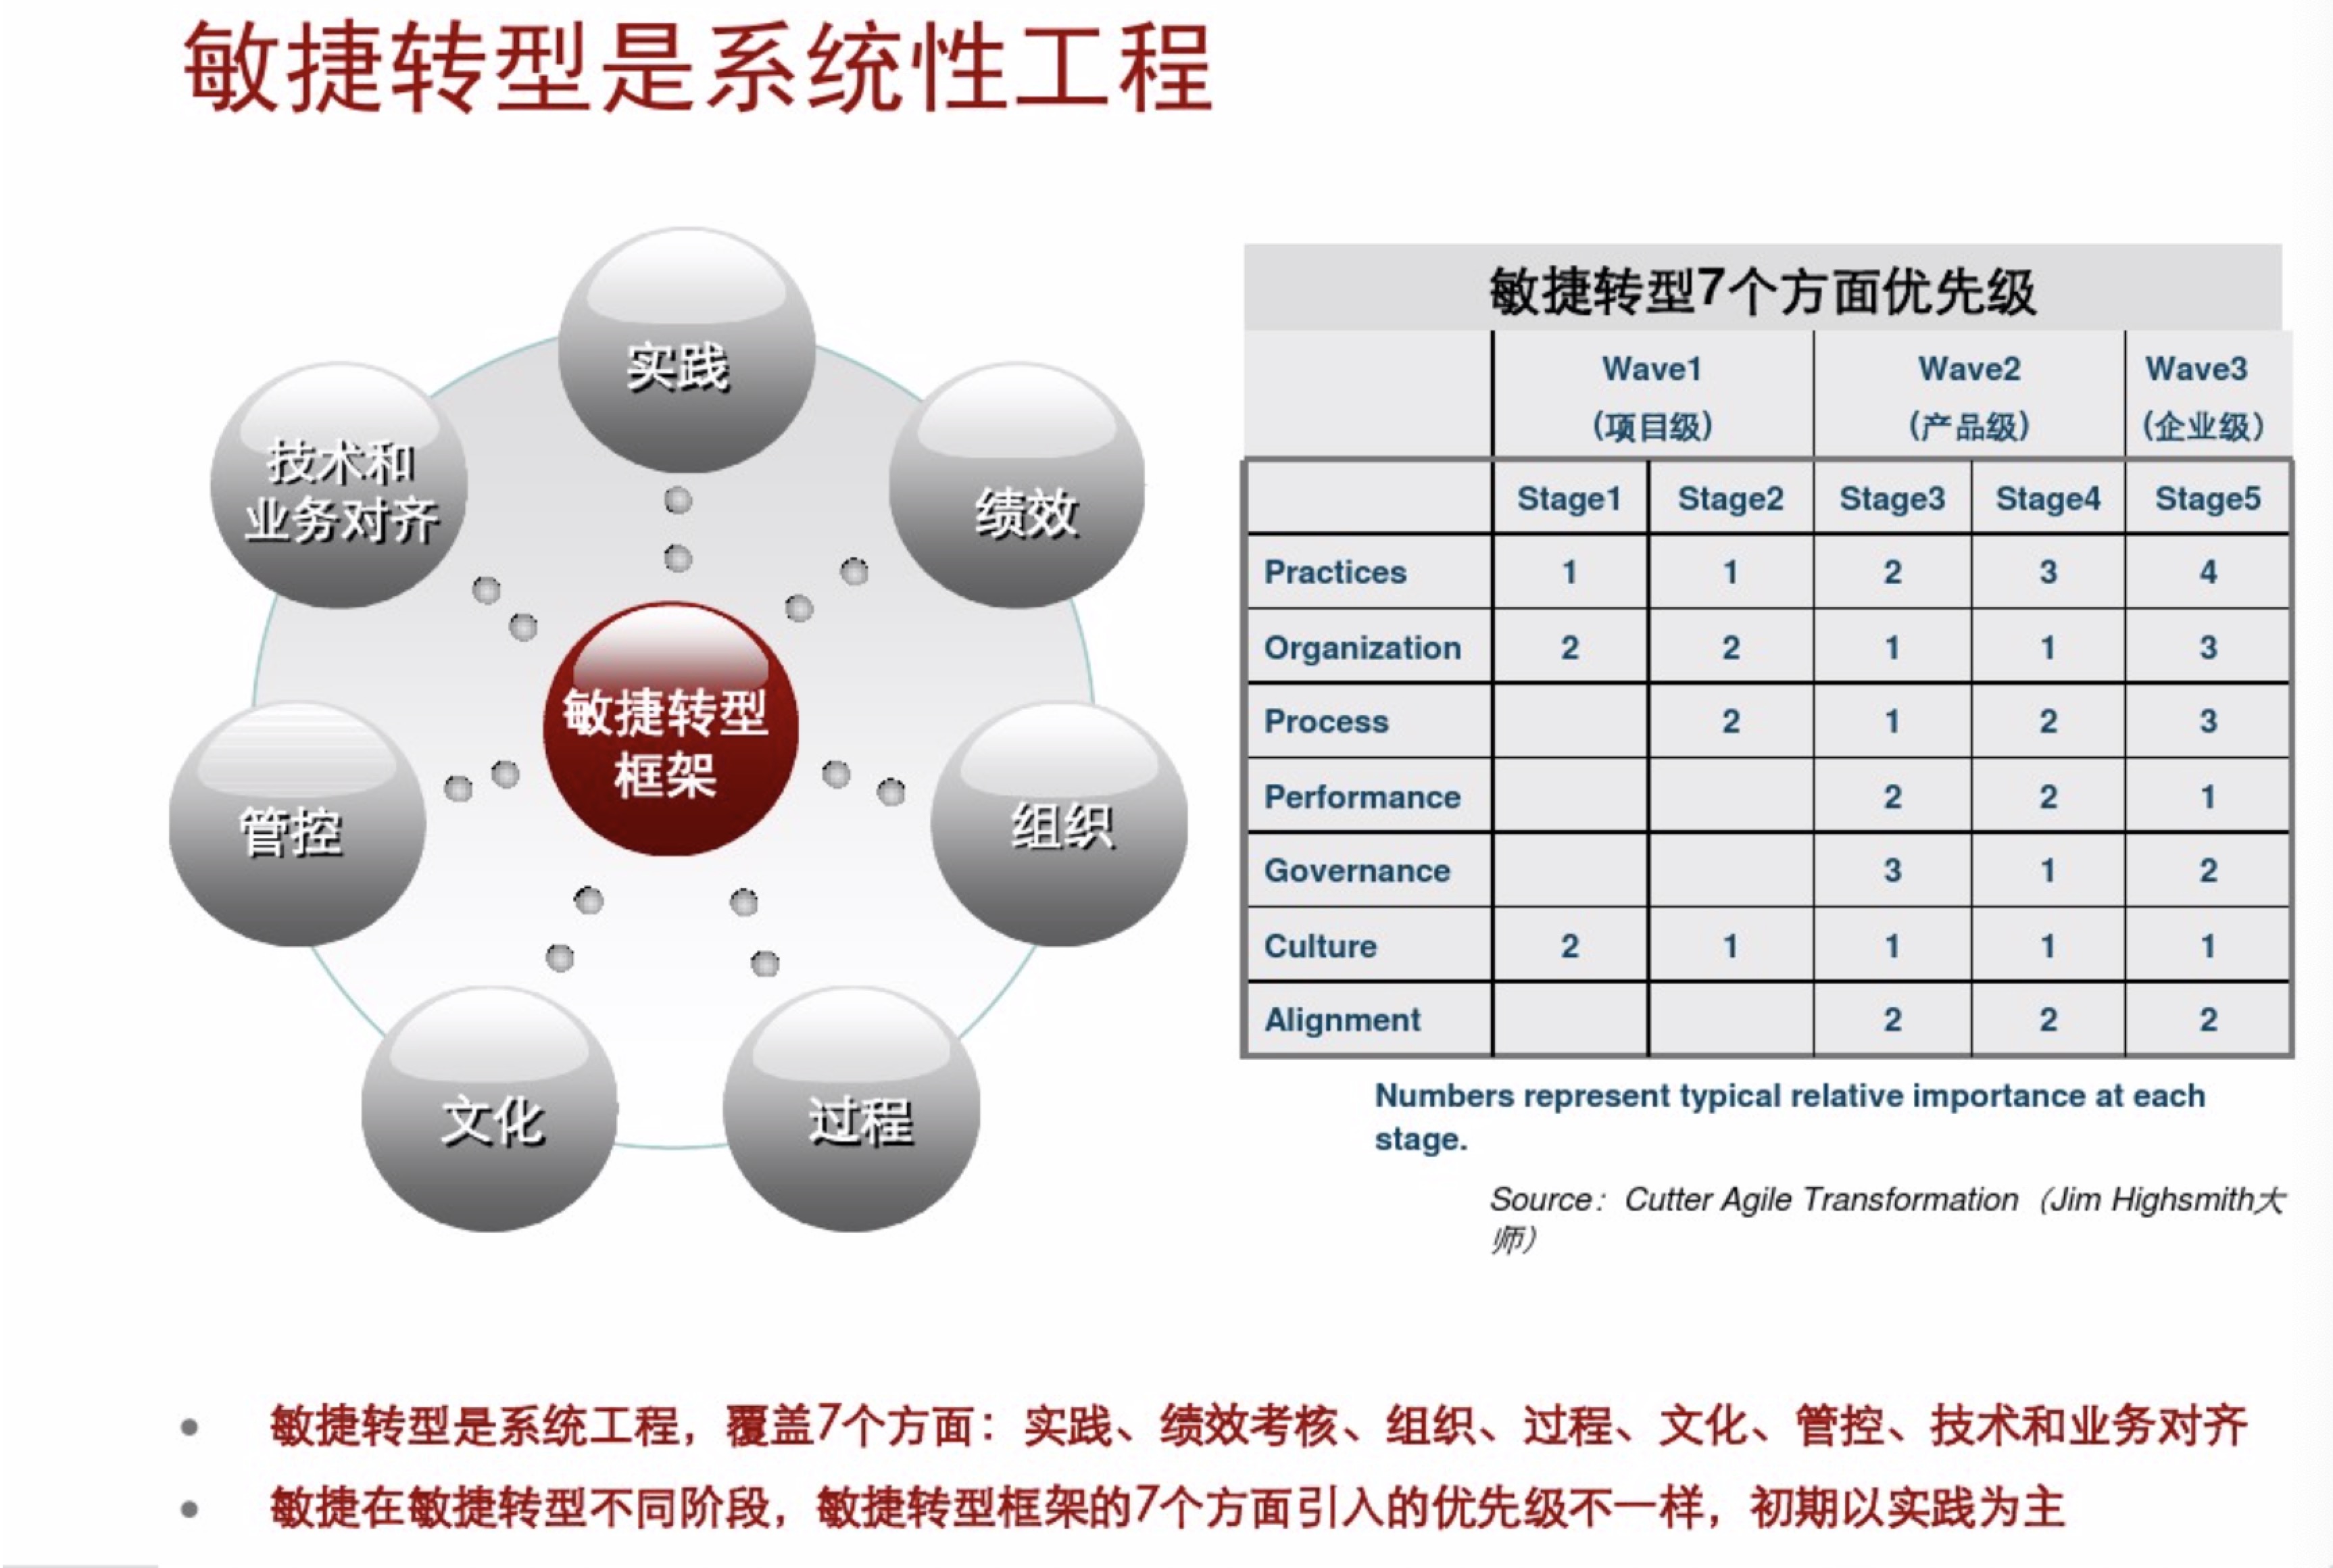 敏捷转型是系统性工程
实践
技术和
业务对齐
绩效
敏捷转型
框架
管控
组织
文化
过程
敏捷转型7个方面优先级
Wave1 Wave2 Wave3
（项目级） （产品级） （企业级）
Stage1 Stage2 Stage3 Stage4 Stage5
Practices 1 1 2 3 4
Organization 2 2 1 1 3
Process 2 1 2 3
Performance 2 2 1
Governance 3 1 2
Culture 2 1 1 1 1
Alignment 2 2 2
Numbers represent typical relative importance at each
stage.
Source：Cutter Agile Transformation（Jim Highsmith大
师）
• 敏捷转型是系统工程，覆盖7个方面：实践、绩效考核、组织、过程、文化、管控、技术和业务对齐
• 敏捷在敏捷转型不同阶段，敏捷转型框架的7个方面引入的优先级不一样，初期以实践为主